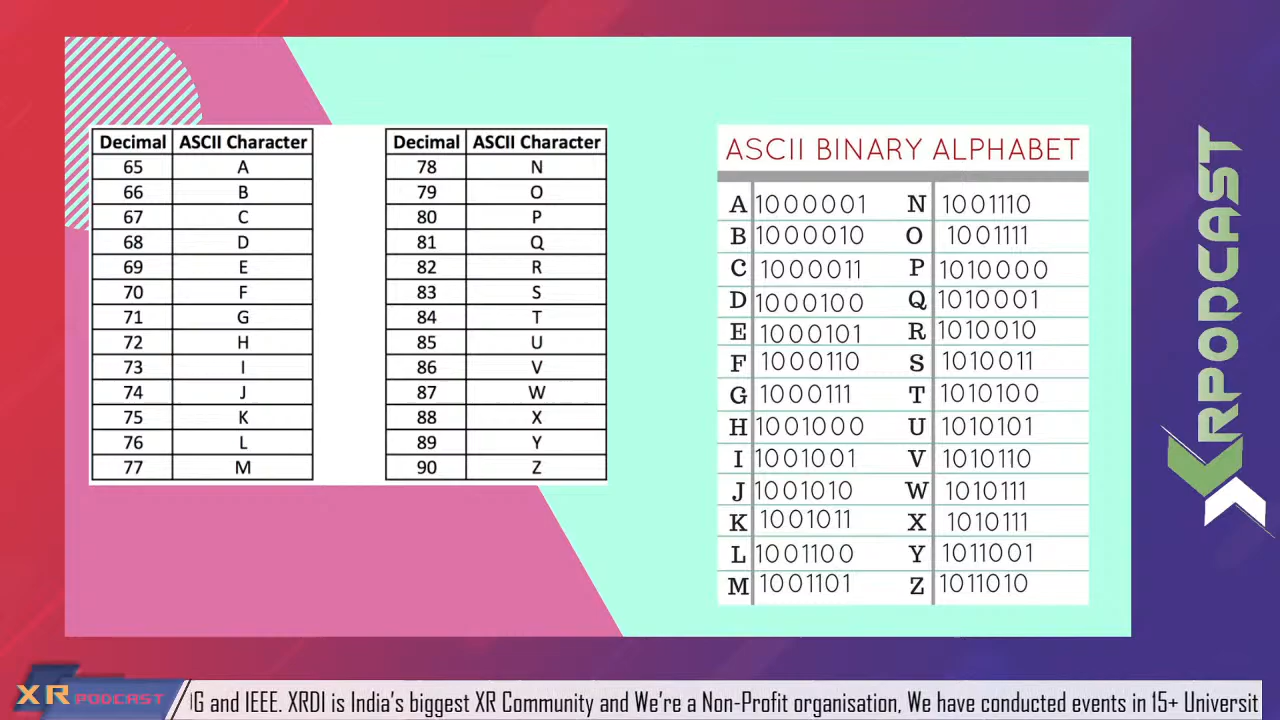 Decimal ASCII Character
65 A
66 B
67 C
68 D
69 E
70 F
71 G
72 H
73 I
74 J
75 K
76 L
77 M
Decimal ASCII Character
78 N
79 O
80 P
81 Q
82 R
83 S
84 T
85 U
86 V
87 W
88 X
89 Y
90 Z
ASCII BINARY ALPHABET
A 1000001 N 1001110
B 1000010 O 1001111
C 1000011 P 1010000
D 1000100 Q 1010001
E 1000101 R 1010010
F 1000110 S 1010011
G 1000111 T 1010100
H 1001000 U 1010101
I 1001001 V 1010110
J 1001010 W 1010111
K 1001011 X 1010111
L 1001100 Y 1011001
M 1001101 Z 1011010
XRPODCAST
XR PODCAST
G and IEEE. XRDI is India's biggest XR Community and We're a Non-Profit organisation, We have conducted events in 15+ Universit